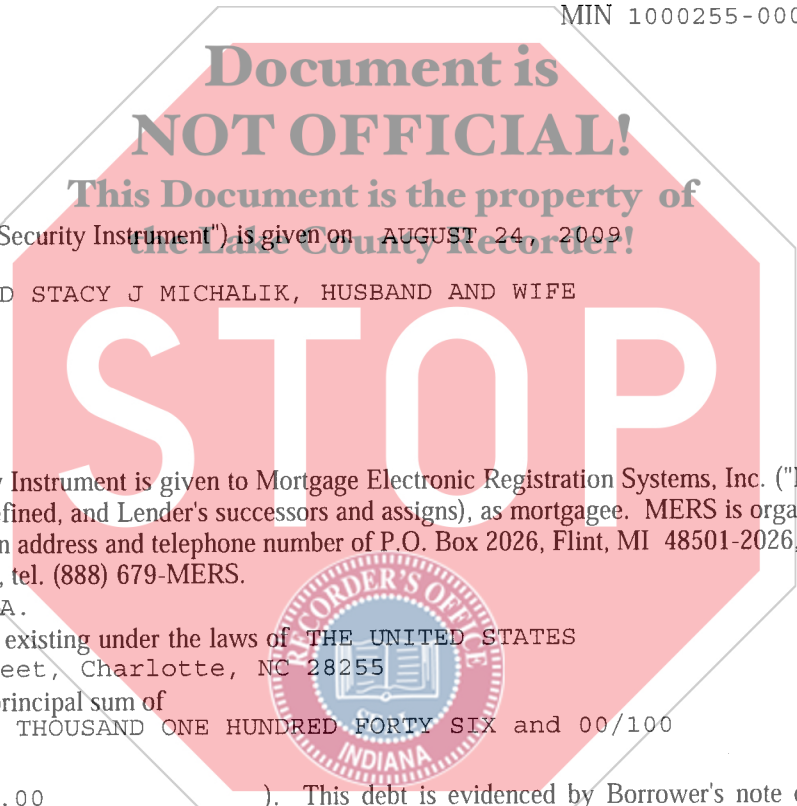 MIN 1000255-000
Document is
NOT OFFICIAL!
This Document is the property of
the Lake County Recorder!
Security Instrument") is given on AUGUST 24, 2009
D STACY J MICHALIK, HUSBAND AND WIFE
STOP
y Instrument is given to Mortgage Electronic Registration Systems, Inc. ("
efined, and Lender's successors and assigns), as mortgagee. MERS is orga
n address and telephone number of P.O. Box 2026, Flint, MI 48501-2026,
, tel. (888) 679-MERS.
A.
existing under the laws of THE UNITED STATES
eet, Charlotte, NC 28255
principal sum of
THOUSAND ONE HUNDRED FORTY SIX and 00/100
RECORDER'S OFFICE
SEAL
INDIANA
.00 ). This debt is evidenced by Borrower's note